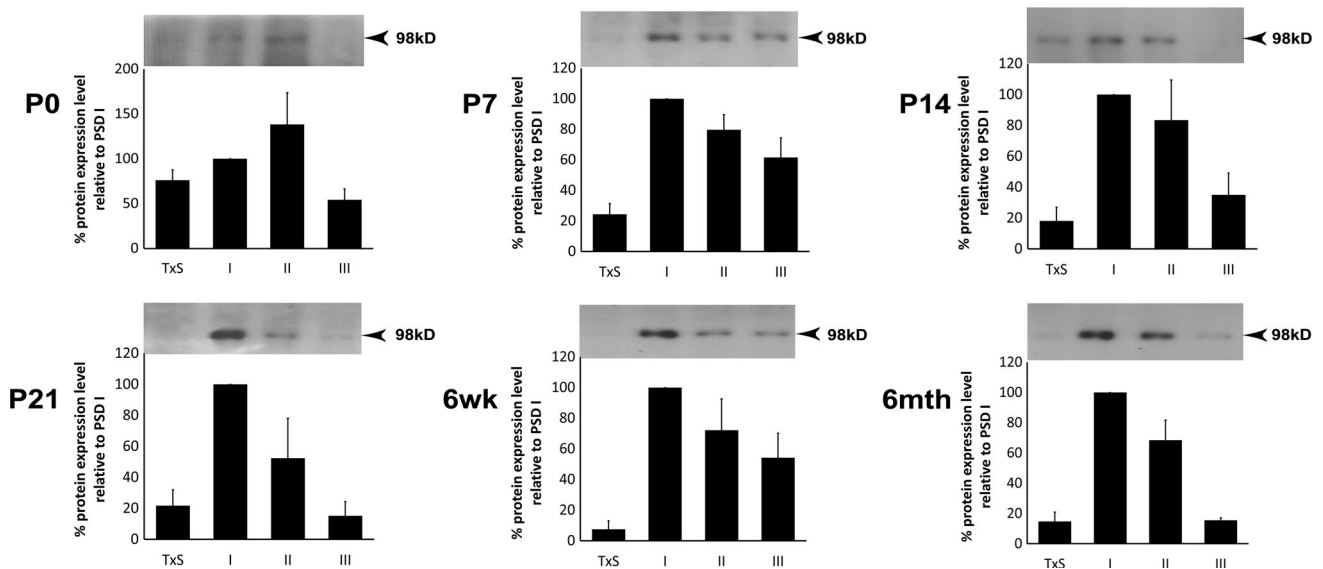 98kD
P0
% protein expression level
relative to PSD I
200
150
100
50
0
TxS I II III
98kD
P7
% protein expression level
relative to PSD I
120
100
80
60
40
20
0
TxS I II III
98kD
P14
% protein expression level
relative to PSD I
120
100
80
60
40
20
0
TxS I II III
98kD
P21
% protein expression level
relative to PSD I
120
100
80
60
40
20
0
TxS I II III
98kD
6wk
% protein expression level
relative to PSD I
120
100
80
60
40
20
0
TxS I II III
98kD
6mth
% protein expression level
relative to PSD I
120
100
80
60
40
20
0
TxS I II III